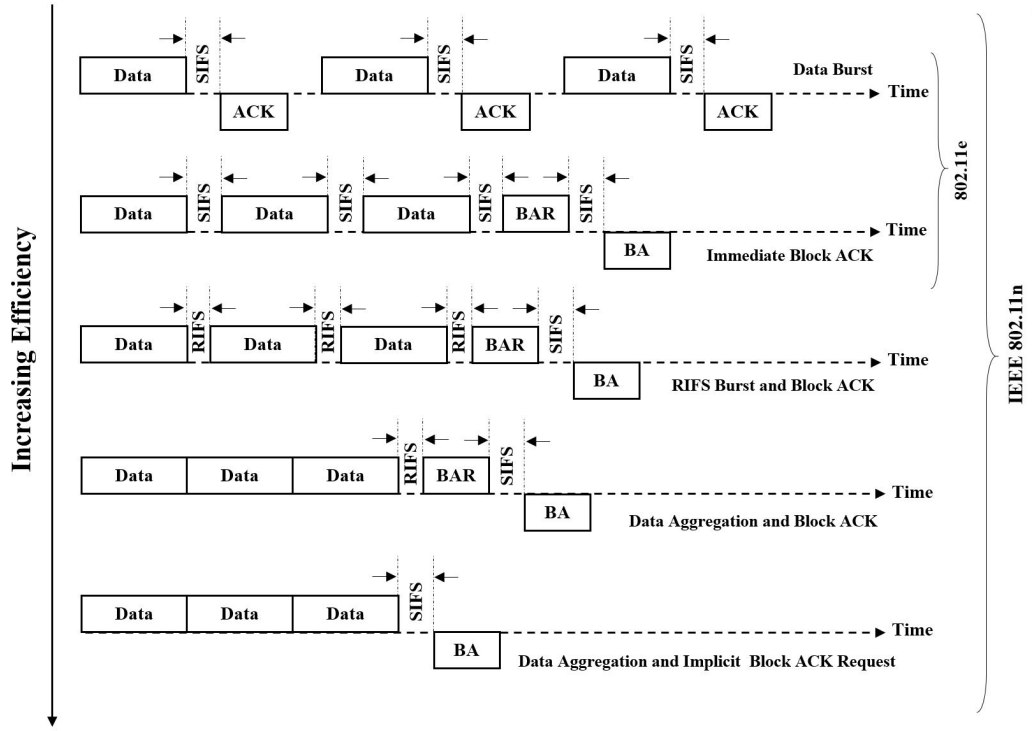 SIFS SIFS SIFS
Data Data Data Data Burst
Time
ACK ACK ACK
SIFS SIFS SIFS SIFS
Data Data Data BAR
Time
BA Immediate Block ACK
802.11e
RIFS RIFS RIFS SIFS
Data Data Data BAR
Time
BA RIFS Burst and Block ACK
RIFS SIFS
Data Data Data BAR
Time
BA Data Aggregation and Block ACK
SIFS
Data Data Data
Time
BA Data Aggregation and Implicit Block ACK Request
Increasing Efficiency
IEEE 802.11n